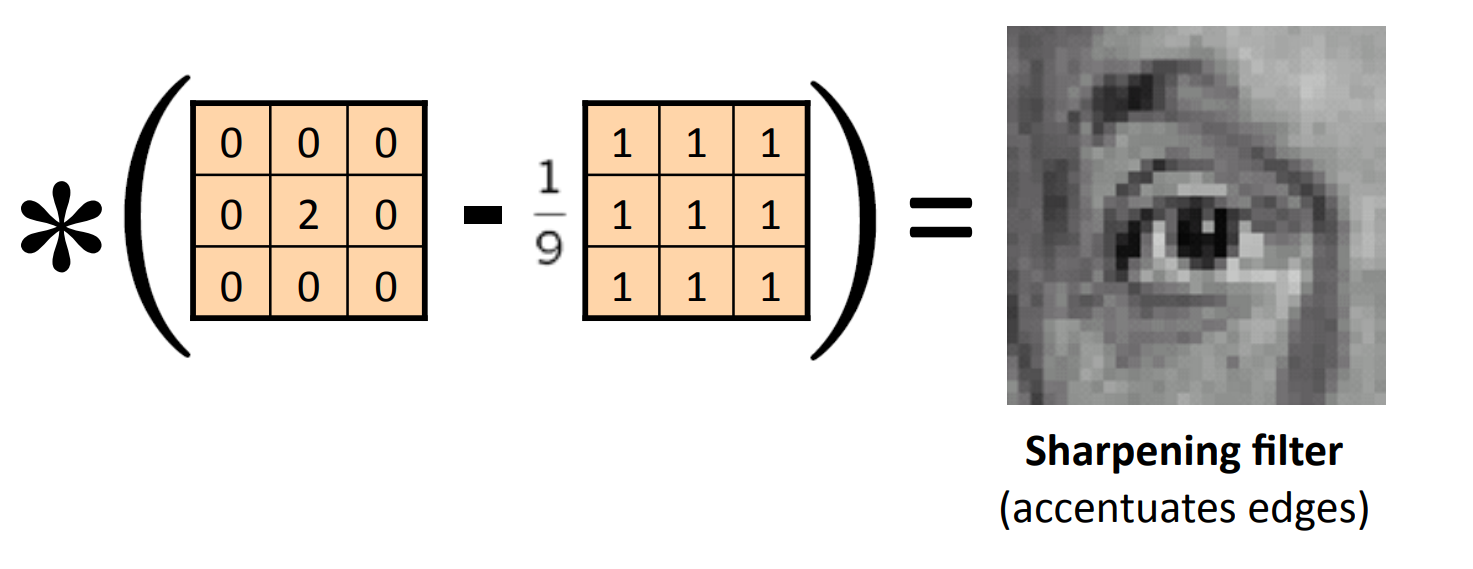 * ( 0 0 0 - 1/9 1 1 1 ) =
0 2 0 1 1 1
0 0 0 1 1 1
Sharpening filter
(accentuates edges)